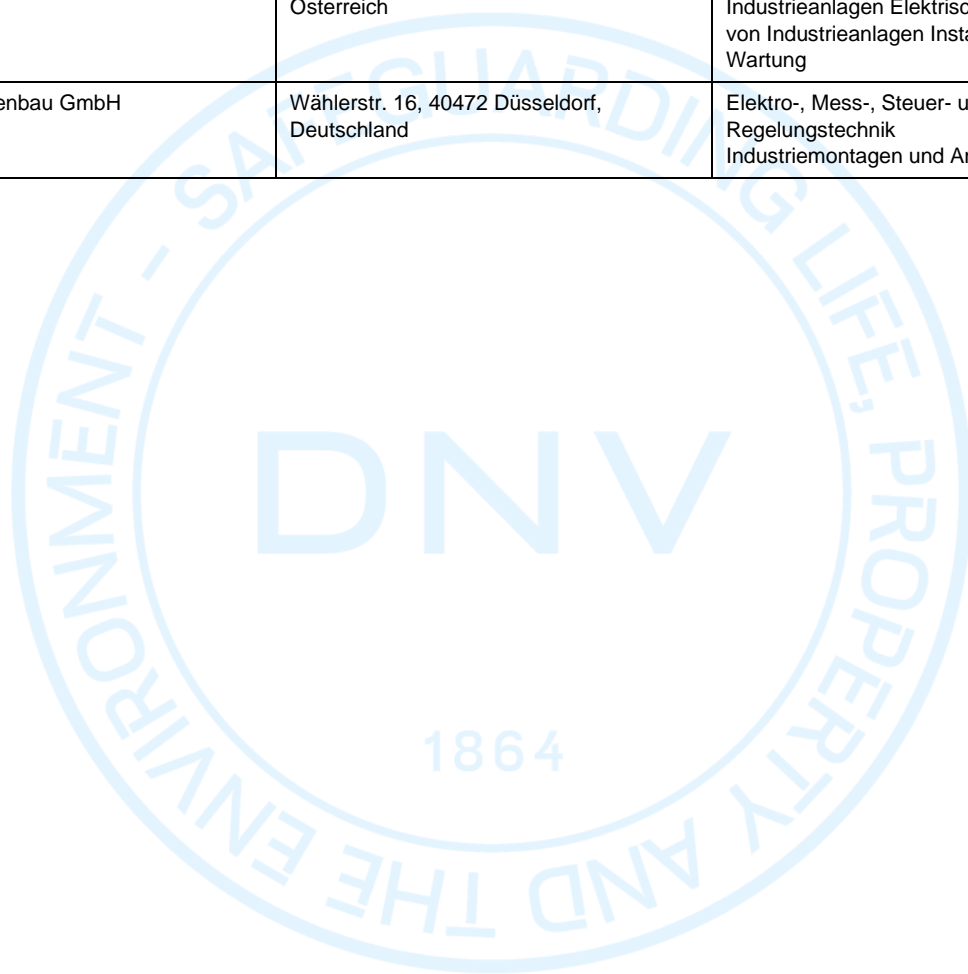 Österreich
Industrieanlagen Elektrisc
von Industrieanlagen Insta
Wartung
enbau GmbH
Wählerstr. 16, 40472 Düsseldorf,
Deutschland
Elektro-, Mess-, Steuer- u
Regelungstechnik
Industriemontagen und A
SAFEGUARDING LIFE, PROPERTY AND THE ENVIRONMENT -
DNV
1864